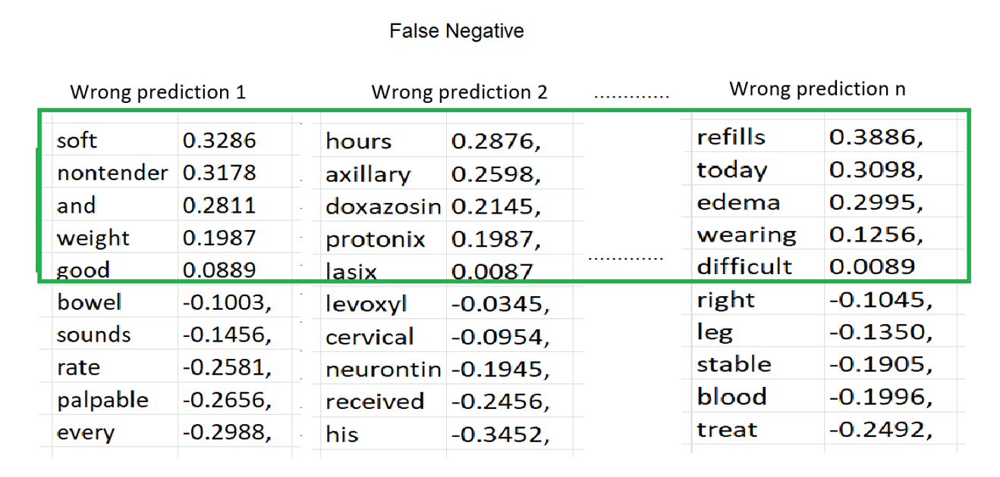 False Negative
Wrong prediction 1 Wrong prediction 2 ............. Wrong prediction n
soft 0.3286 hours 0.2876, refills 0.3886,
nontender 0.3178 axillary 0.2598, today 0.3098,
and 0.2811 doxazosin 0.2145, edema 0.2995,
weight 0.1987 protonix 0.1987, wearing 0.1256,
good 0.0889 lasix 0.0087 ............. difficult 0.0089
bowel -0.1003, levoxyl -0.0345, right -0.1045,
sounds -0.1456, cervical -0.0954, leg -0.1350,
rate -0.2581, neurontin -0.1945, stable -0.1905,
palpable -0.2656, received -0.2456, blood -0.1996,
every -0.2988, his -0.3452, treat -0.2492,